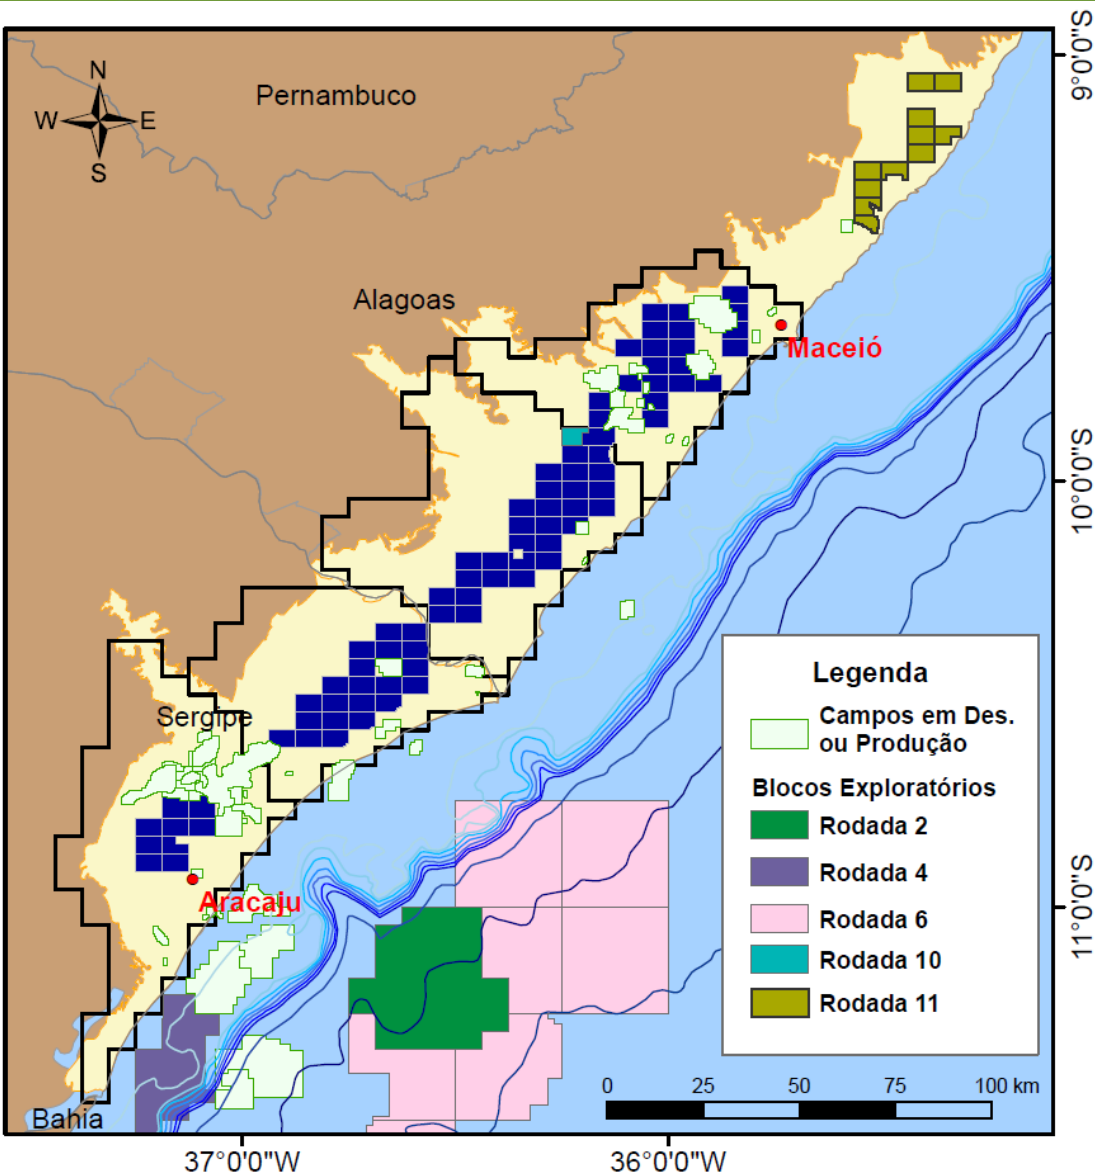 9°0'0"S
N
W
E
S
Pernambuco
Alagoas
Maceió
10°0'0"S
Legenda
Campos em Des.
ou Produção
Sergipe
Blocos Exploratórios
Rodada 2
Rodada 4
Aracaju
Rodada 6
11°0'0"S
Rodada 10
Rodada 11
0 25 50 75 100 km
Bahia
37°0'0"W
36°0'0"W